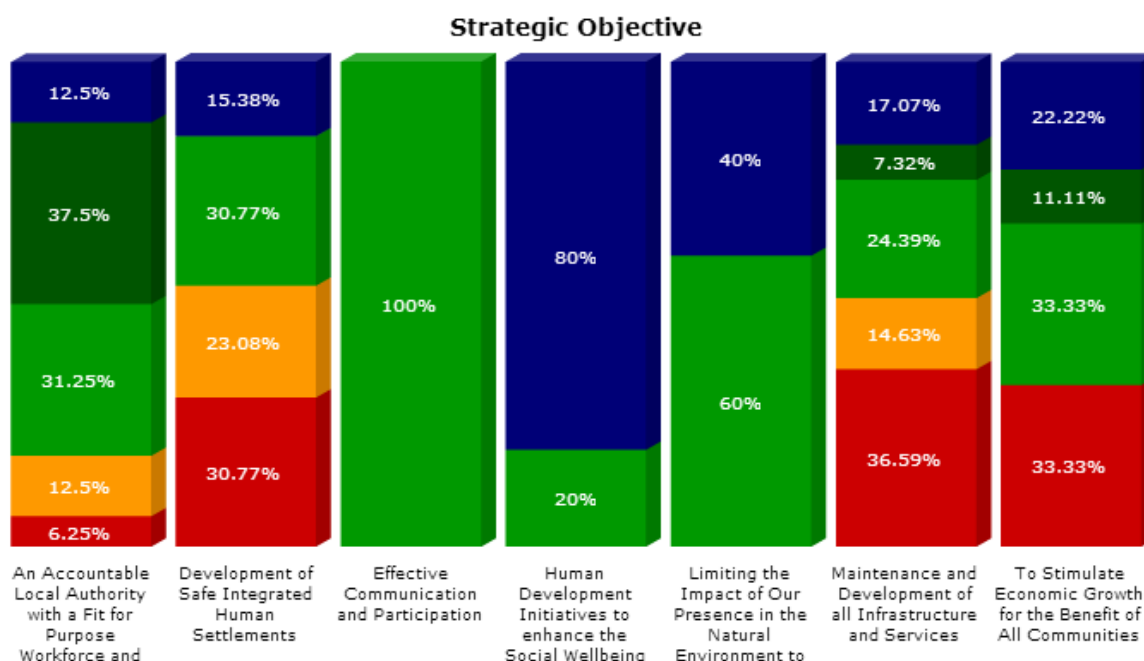 Strategic Objective
12.5%
37.5%
31.25%
12.5%
6.25%
15.38%
30.77%
23.08%
30.77%
100%
80%
20%
40%
60%
17.07%
7.32%
24.39%
14.63%
36.59%
22.22%
11.11%
33.33%
33.33%
An Accountable
Local Authority
with a Fit for
Purpose
Workforce and
Development of
Safe Integrated
Human
Settlements
Effective
Communication
and Participation
Human
Development
Initiatives to
enhance the
Social Wellbeing
Limiting the
Impact of Our
Presence in the
Natural
Environment to
Maintenance and
Development of
all Infrastructure
and Services
To Stimulate
Economic Growth
for the Benefit of
All Communities